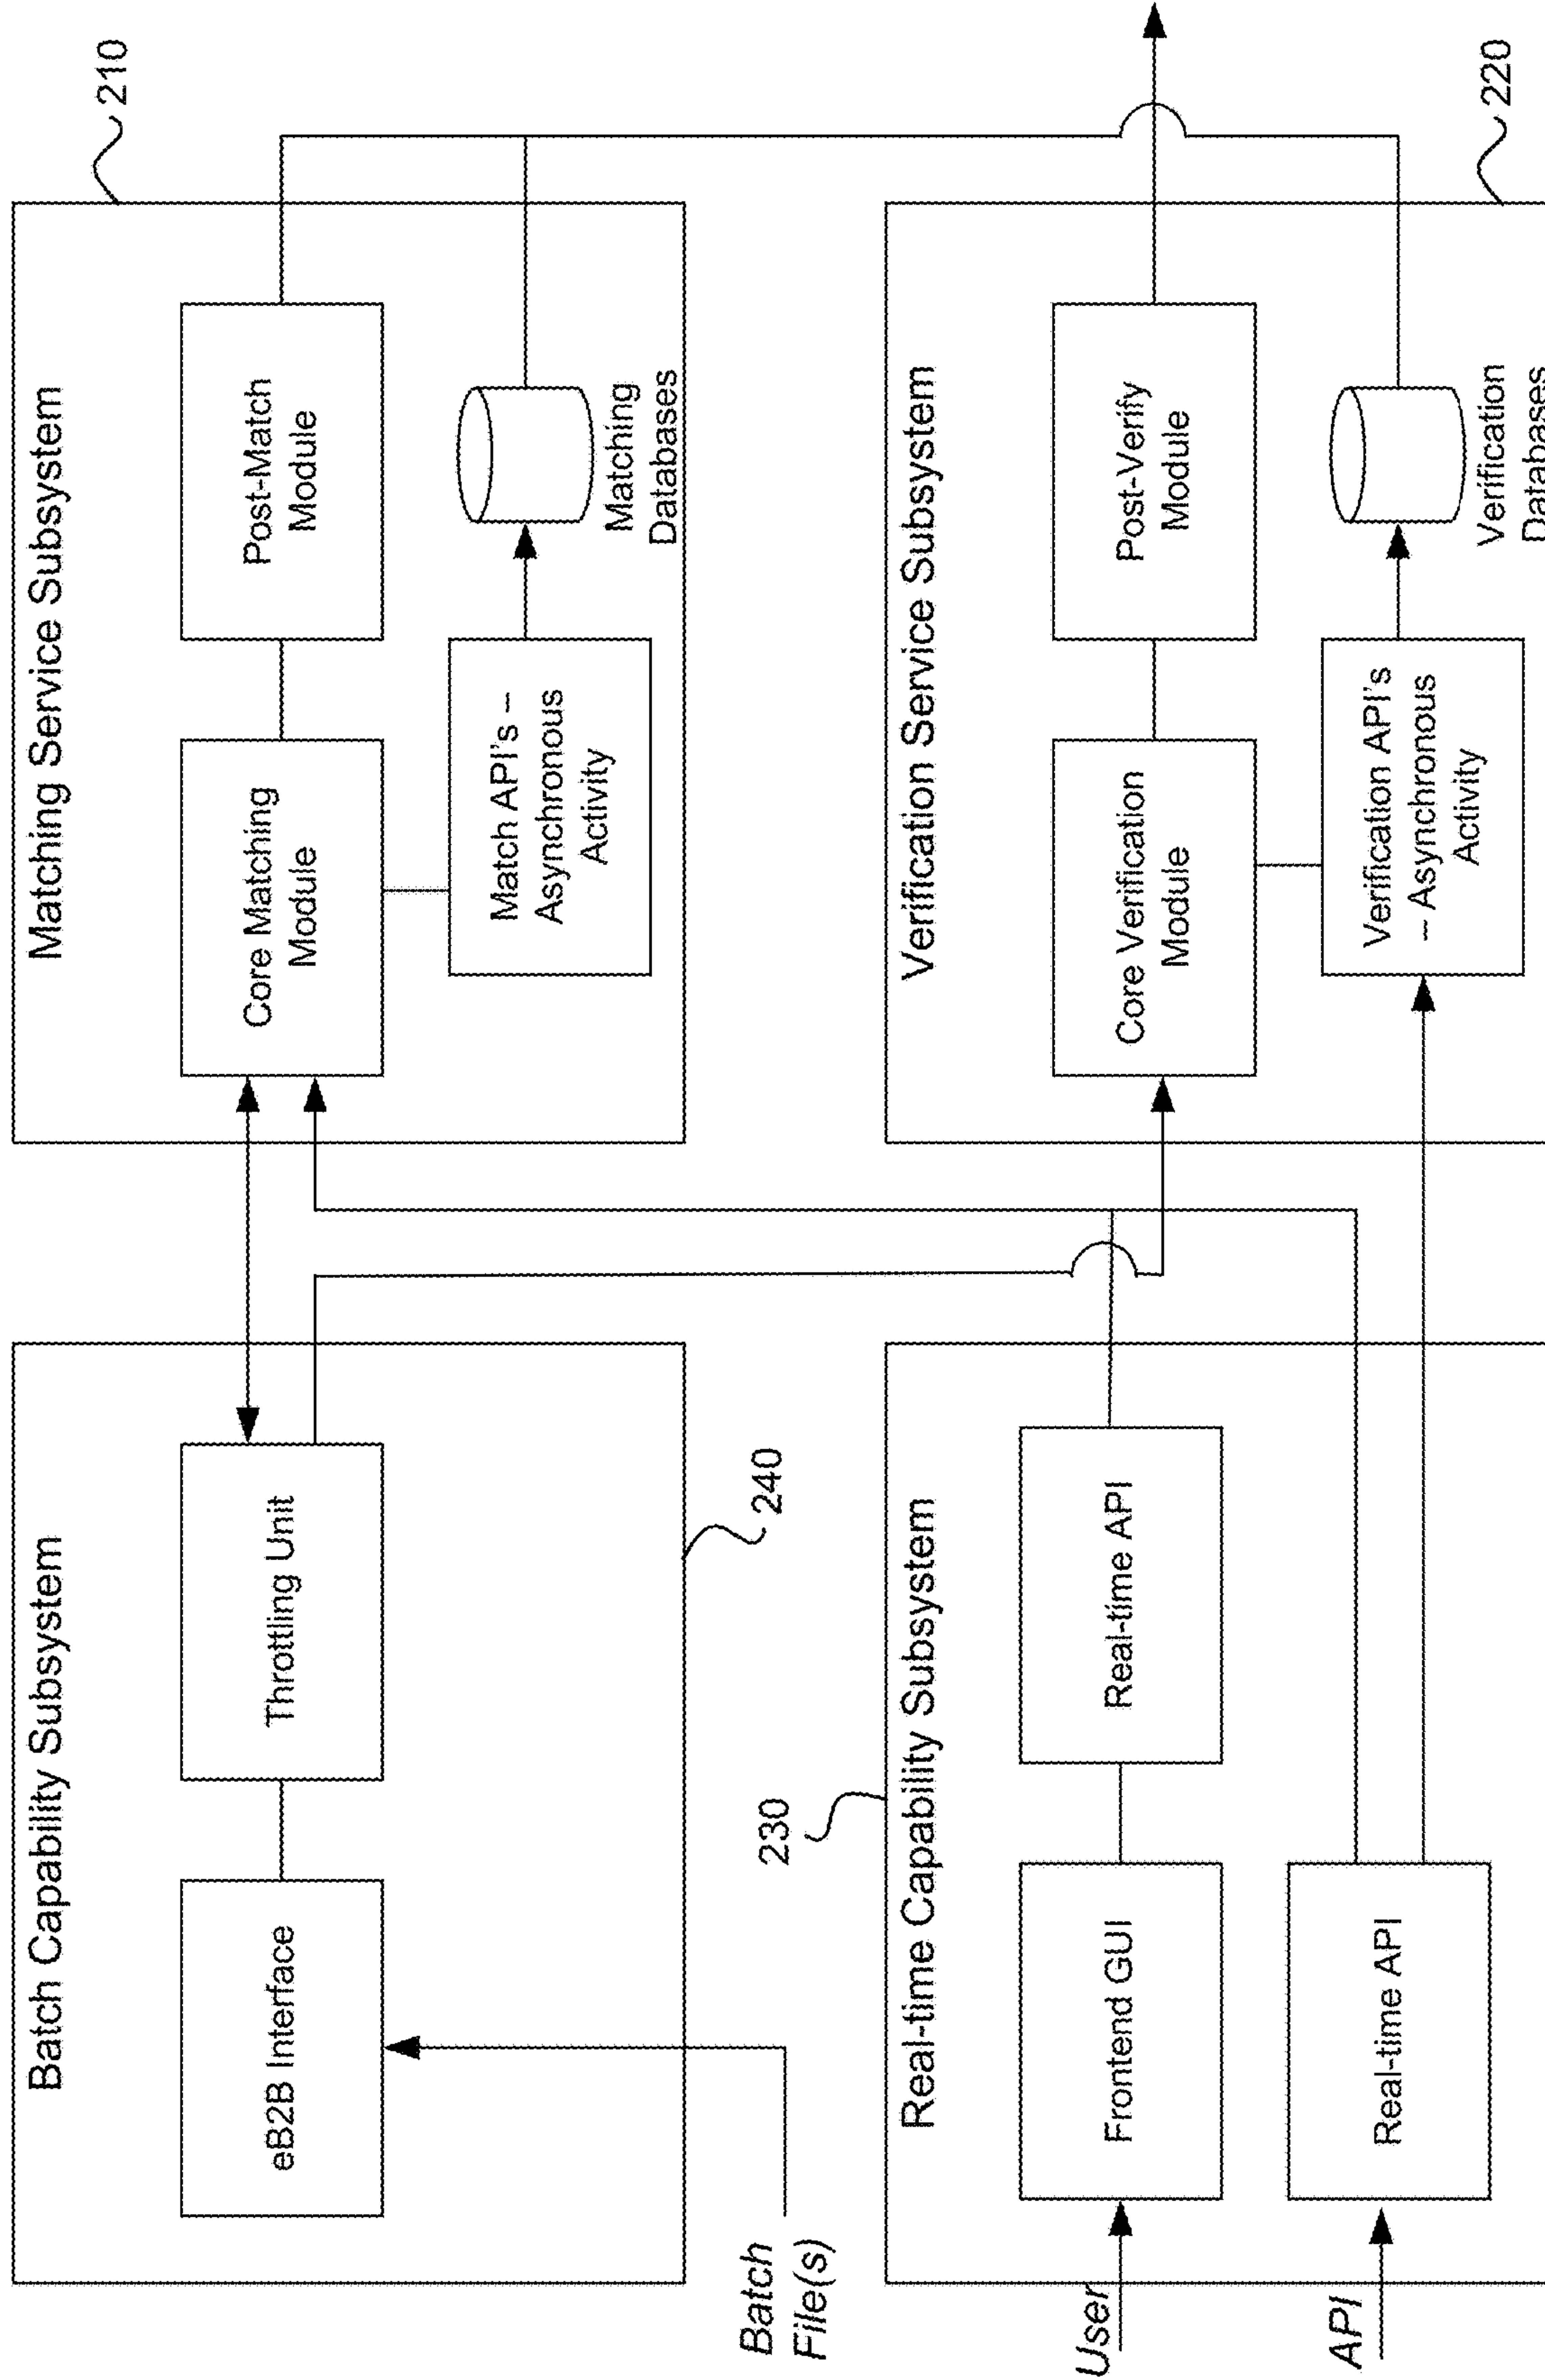 Batch Capability Subsystem
eB2B Interface
Throttling Unit
240
Batch
File(s)
Matching Service Subsystem
210
Core Matching
Module
Post-Match
Module
Match API's –
Asynchronous
Activity
Matching
Databases
Real-time Capability Subsystem
230
User
Frontend GUI
Real-time API
API
Real-time API
Verification Service Subsystem
220
Core Verification
Module
Post-Verify
Module
Verification API's
– Asynchronous
Activity
Verification
Databases